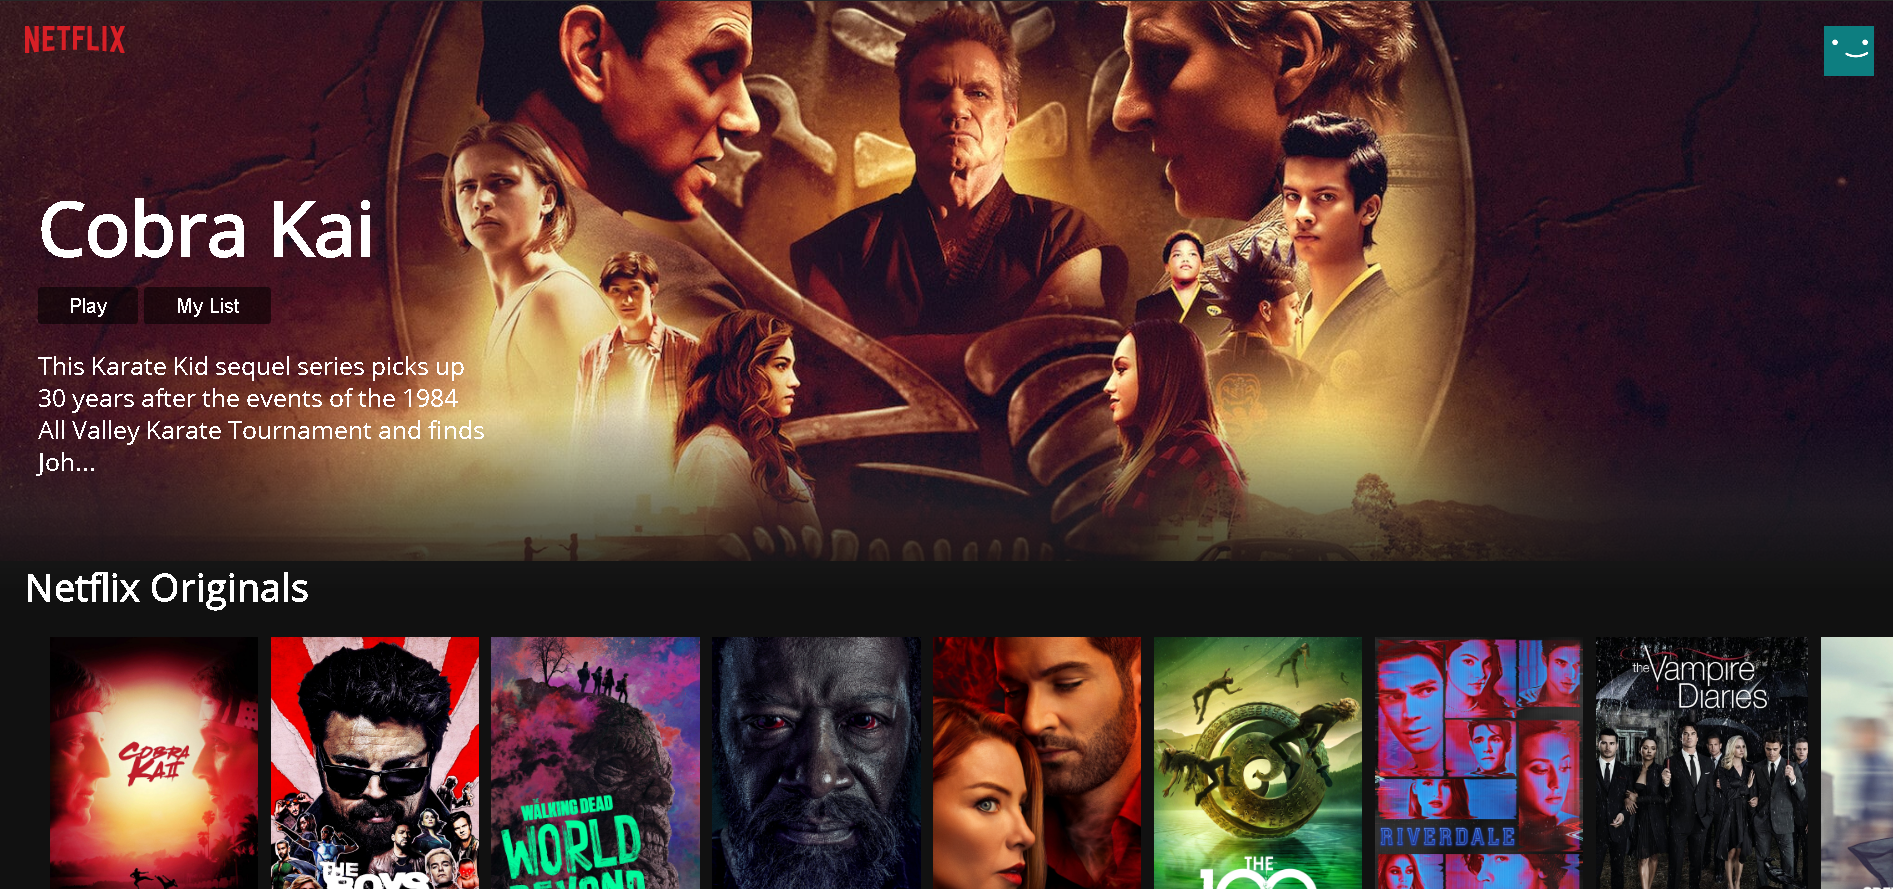 NETFLIX
Cobra Kai
Play
My List
This Karate Kid sequel series picks up
30 years after the events of the 1984
All Valley Karate Tournament and finds
Joh...
Netflix Originals
COBRA
KAI
THE
BOYS
WALKING DEAD
WORLD
BEYOND
THE
100
RIVERDALE
the Vampire
Diaries